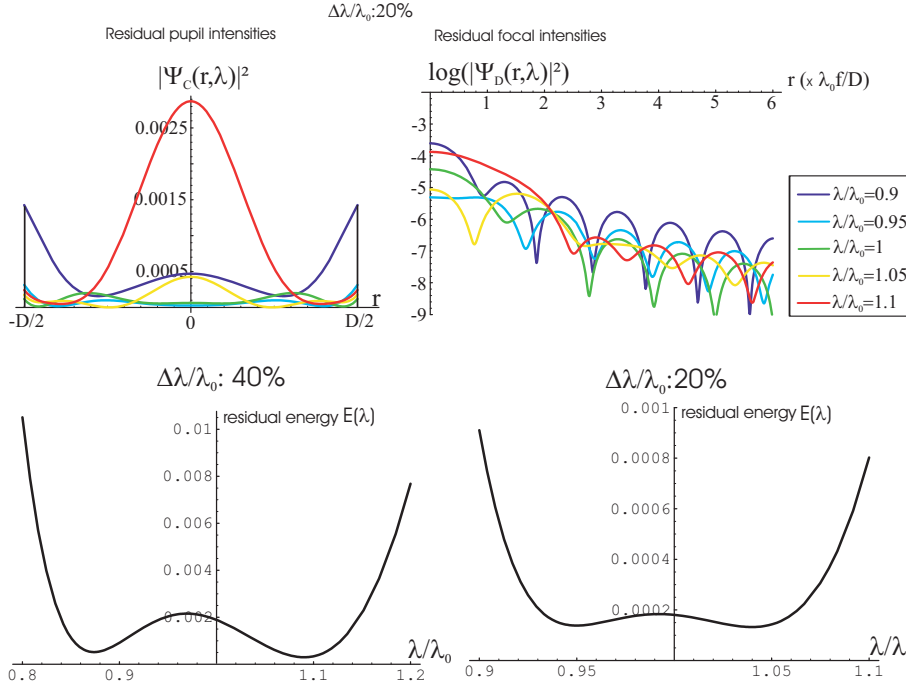 Δλ/λ₀:20%
Residual pupil intensities
Residual focal intensities
|Ψ_C(r,λ)|²
log(|Ψ_D(r,λ)|²)
r (× λ₀f/D)
0.0025
0.0015
0.0005
r
-D/2
0
D/2
1
2
3
4
5
6
-3
-4
-5
-6
-7
-8
-9
λ/λ₀=0.9
λ/λ₀=0.95
λ/λ₀=1
λ/λ₀=1.05
λ/λ₀=1.1
Δλ/λ₀: 40%
residual energy E(λ)
0.01
0.008
0.006
0.004
0.002
λ/λ₀
0.8
0.9
1.1
1.2
Δλ/λ₀:20%
0.001
residual energy E(λ)
0.0008
0.0006
0.0004
0.0002
λ/λ
0.9
0.95
1.05
1.1